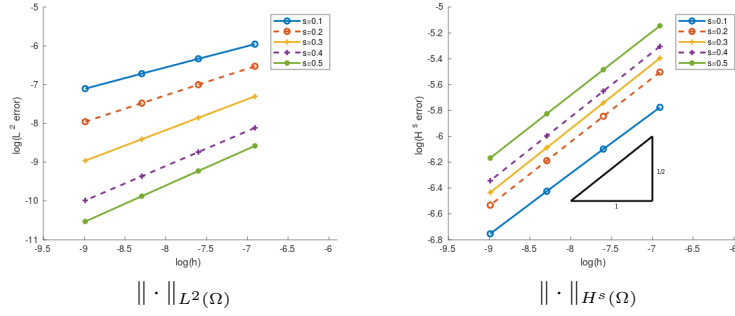 -5
-6
-7
-8
-9
-10
-11
-9.5
-9
-8.5
-8
-7.5
-7
-6.5
-6
log(h)
log(L² error)
s=0.1
s=0.2
s=0.3
s=0.4
s=0.5
‖ · ‖L²(Ω)
-5
-5.2
-5.4
-5.6
-5.8
-6
-6.2
-6.4
-6.6
-6.8
-9.5
-9
-8.5
-8
-7.5
-7
-6.5
-6
log(h)
log(Hˢ error)
s=0.1
s=0.2
s=0.3
s=0.4
s=0.5
1/2
1
‖ · ‖Hˢ(Ω)